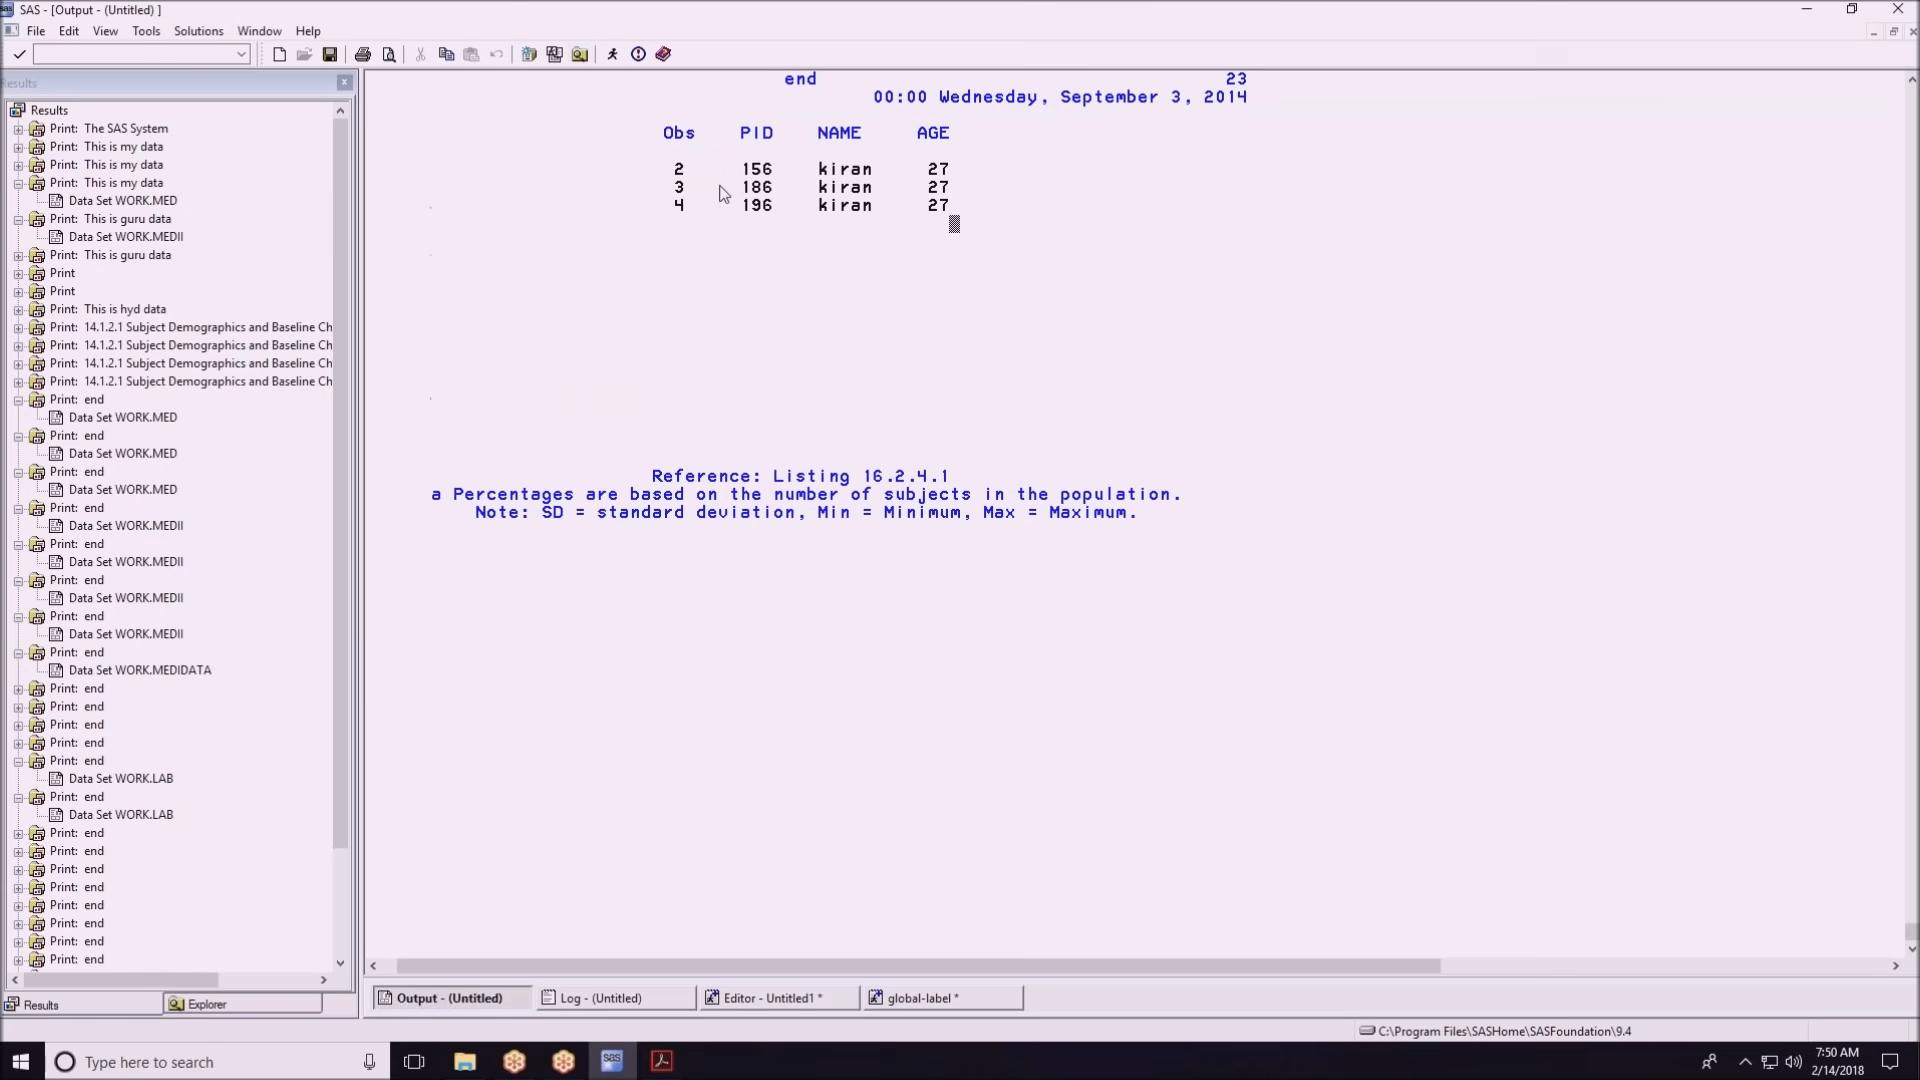 SAS - [Output - (Untitled) ]
File Edit View Tools Solutions Window Help
Results
Results
Print: The SAS System
Print: This is my data
Print: This is my data
Print: This is my data
Data Set WORK.MED
Print: This is guru data
Data Set WORK.MEDII
Print: This is guru data
Print
Print
Print: This is hyd data
Print: 14.1.2.1 Subject Demographics and Baseline Ch
Print: 14.1.2.1 Subject Demographics and Baseline Ch
Print: 14.1.2.1 Subject Demographics and Baseline Ch
Print: 14.1.2.1 Subject Demographics and Baseline Ch
Print: end
Data Set WORK.MED
Print: end
Data Set WORK.MED
Print: end
Data Set WORK.MED
Print: end
Data Set WORK.MEDII
Print: end
Data Set WORK.MEDII
Print: end
Data Set WORK.MEDII
Print: end
Data Set WORK.MEDII
Print: end
Data Set WORK.MEDIDATA
Print: end
Print: end
Print: end
Print: end
Print: end
Data Set WORK.LAB
Print: end
Data Set WORK.LAB
Print: end
Print: end
Print: end
Print: end
Print: end
Print: end
Print: end
Print: end
Results Explorer
end 23
00:00 Wednesday, September 3, 2014
Obs PID NAME AGE
2 156 kiran 27
3 186 kiran 27
4 196 kiran 27
Reference: Listing 16.2.4.1
a Percentages are based on the number of subjects in the population.
Note: SD = standard deviation, Min = Minimum, Max = Maximum.
Output - (Untitled) Log - (Untitled) Editor - Untitled1 * global-label *
C:\Program Files\SASHome\SASFoundation\9.4
Type here to search
sas
7:50 AM
2/14/2018